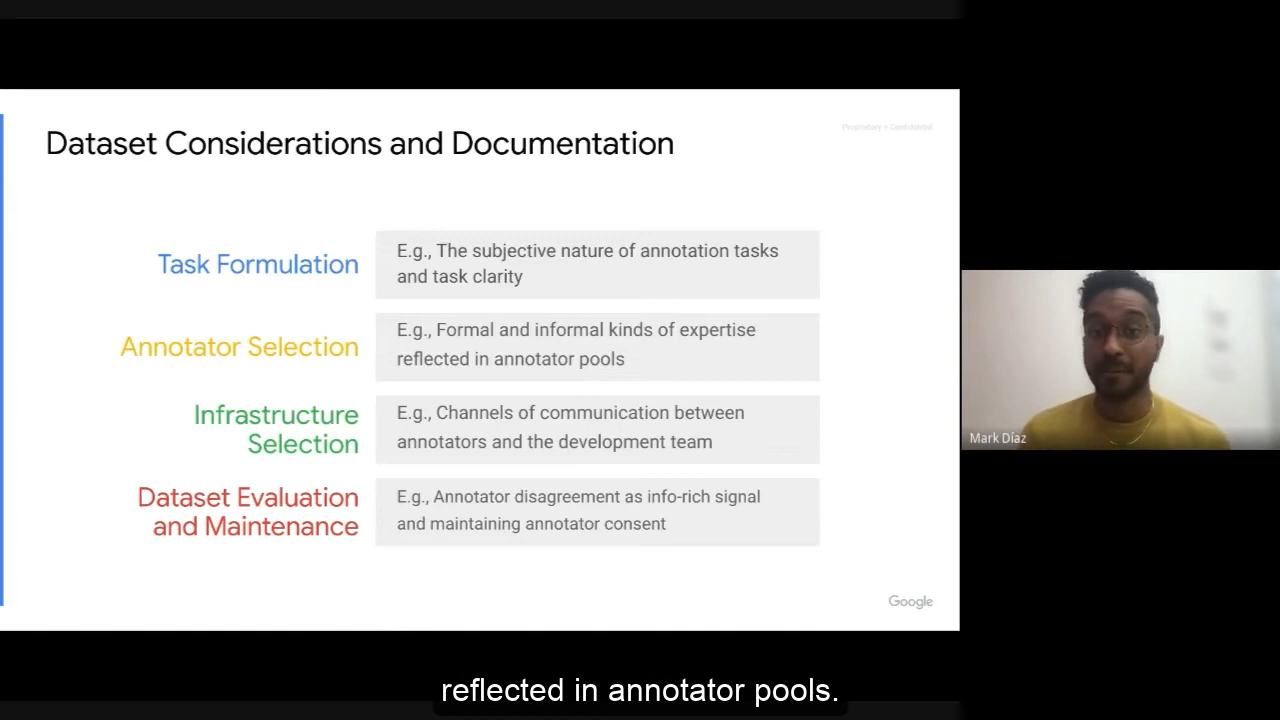 Dataset Considerations and Documentation
Proprietary + Confidential
Task Formulation
E.g., The subjective nature of annotation tasks
and task clarity
Annotator Selection
E.g., Formal and informal kinds of expertise
reflected in annotator pools
Infrastructure
Selection
E.g., Channels of communication between
annotators and the development team
Dataset Evaluation
and Maintenance
E.g., Annotator disagreement as info-rich signal
and maintaining annotator consent
Google
Mark Díaz
reflected in annotator pools.